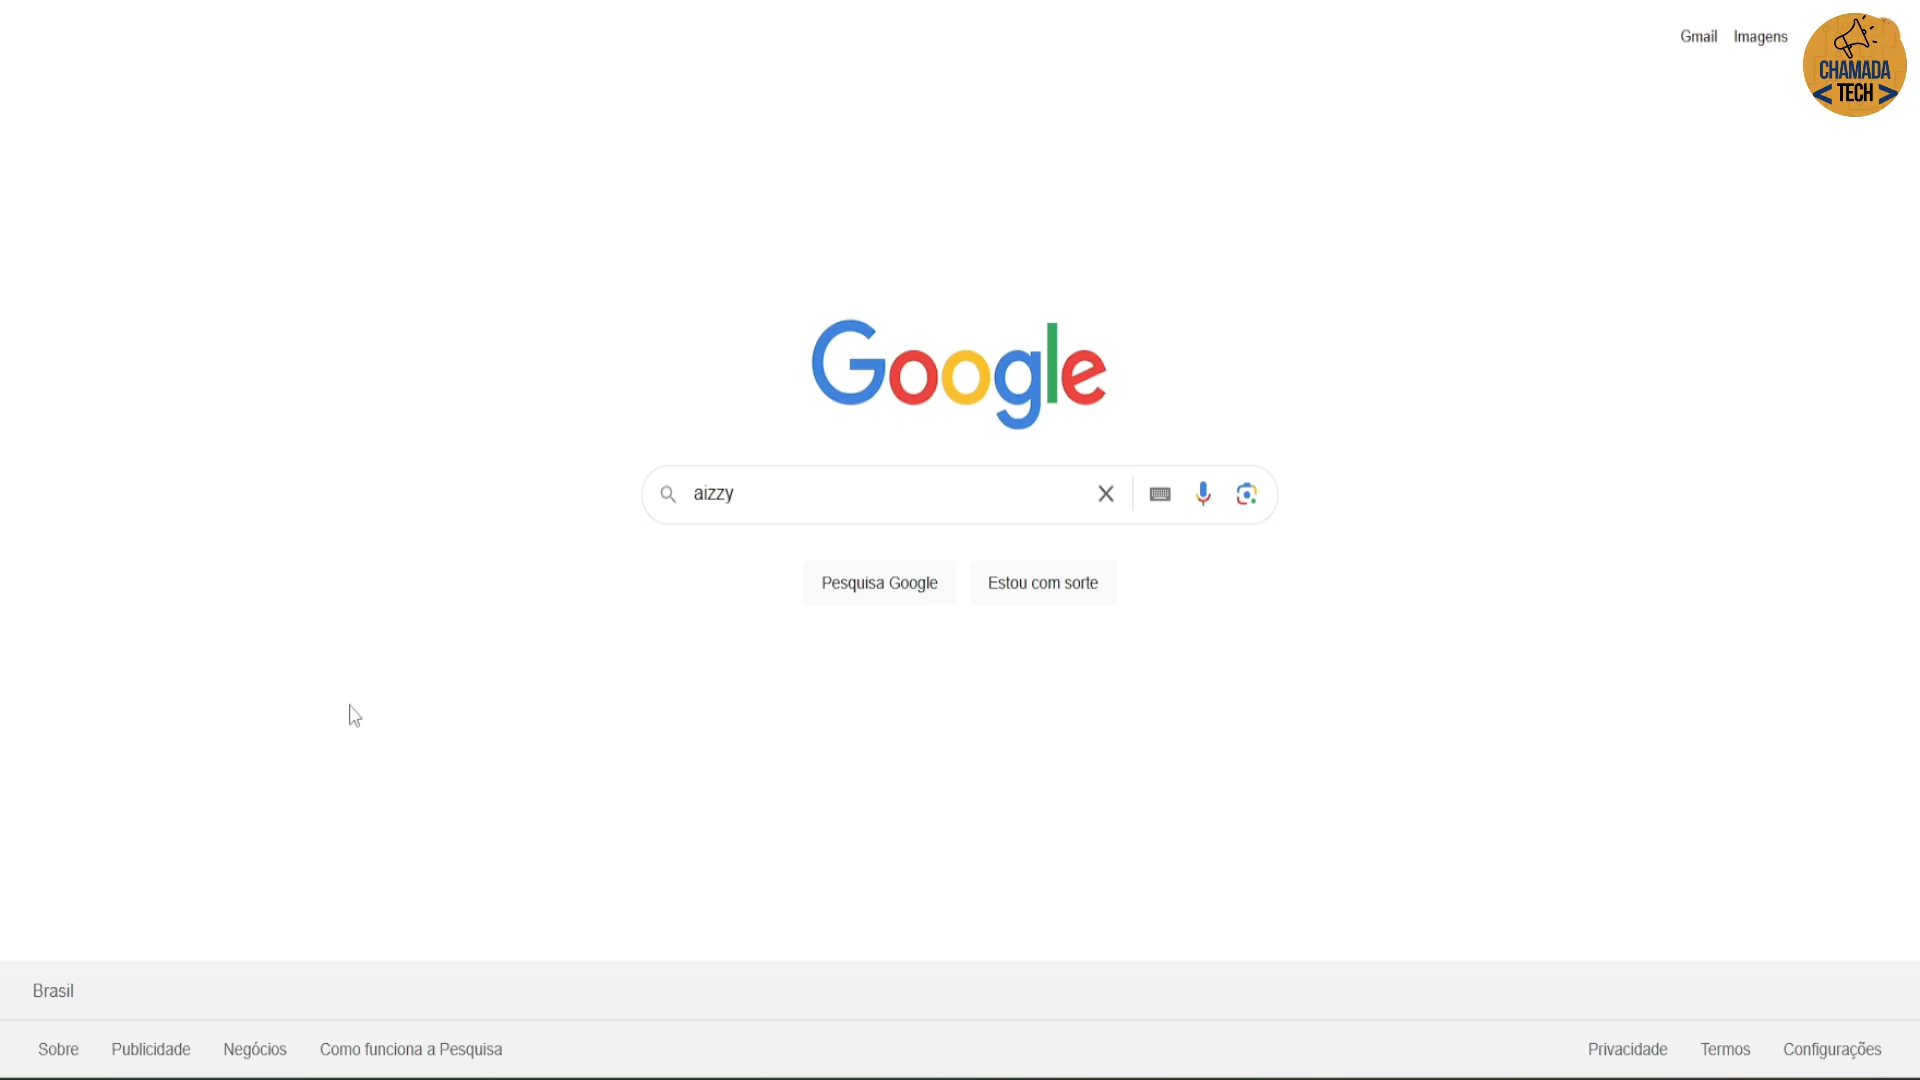 Gmail Imagens
CHAMADA
< TECH >
Google
aizzy
Pesquisa Google Estou com sorte
Brasil
Sobre Publicidade Negócios Como funciona a Pesquisa Privacidade Termos Configurações